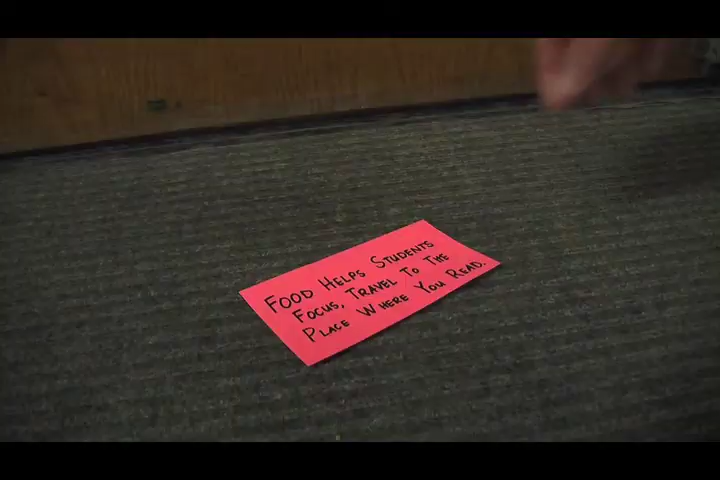 Food Helps Students
Focus, Travel To The
Place Where You Read.